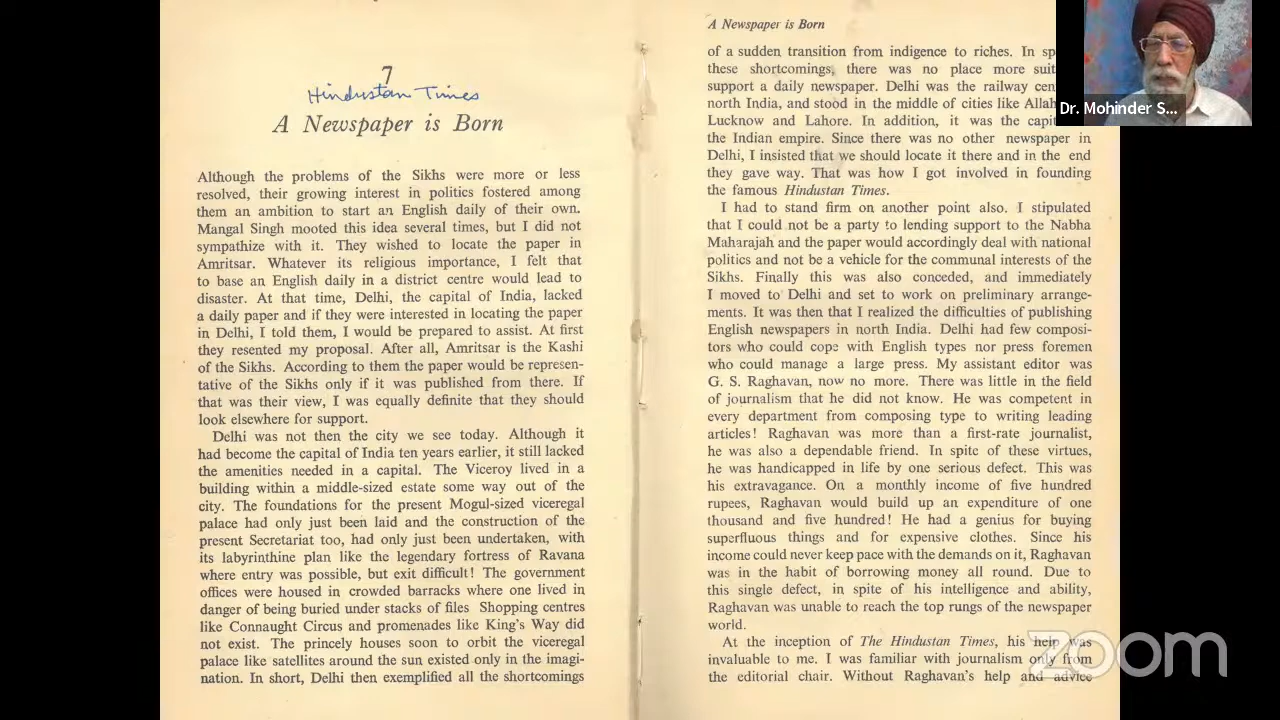 7
Hindustan Times
A Newspaper is Born
Although the problems of the Sikhs were more or less
resolved, their growing interest in politics fostered among
them an ambition to start an English daily of their own.
Mangal Singh mooted this idea several times, but I did not
sympathize with it. They wished to locate the paper in
Amritsar. Whatever its religious importance, I felt that
to base an English daily in a district centre would lead to
disaster. At that time, Delhi, the capital of India, lacked
a daily paper and if they were interested in locating the paper
in Delhi, I told them, I would be prepared to assist. At first
they resented my proposal. After all, Amritsar is the Kashi
of the Sikhs. According to them the paper would be represen-
tative of the Sikhs only if it was published from there. If
that was their view, I was equally definite that they should
look elsewhere for support.
Delhi was not then the city we see today. Although it
had become the capital of India ten years earlier, it still lacked
the amenities needed in a capital. The Viceroy lived in a
building within a middle-sized estate some way out of the
city. The foundations for the present Mogul-sized viceregal
palace had only just been laid and the construction of the
present Secretariat too, had only just been undertaken, with
its labyrinthine plan like the legendary fortress of Ravana
where entry was possible, but exit difficult! The government
offices were housed in crowded barracks where one lived in
danger of being buried under stacks of files Shopping centres
like Connaught Circus and promenades like King's Way did
not exist. The princely houses soon to orbit the viceregal
palace like satellites around the sun existed only in the imagi-
nation. In short, Delhi then exemplified all the shortcomings
A Newspaper is Born
of a sudden transition from indigence to riches. In
these shortcomings, there was no place more
support a daily newspaper. Delhi was the railway
north India, and stood in the middle of cities like
Lucknow and Lahore. In addition, it was the
the Indian empire. Since there was no other newspaper in
Delhi, I insisted that we should locate it there and in the end
they gave way. That was how I got involved in founding
the famous Hindustan Times.
I had to stand firm on another point also. I stipulated
that I could not be a party to lending support to the Nabha
Maharajah and the paper would accordingly deal with national
politics and not be a vehicle for the communal interests of the
Sikhs. Finally this was also conceded, and immediately
I moved to Delhi and set to work on preliminary arrange-
ments. It was then that I realized the difficulties of publishing
English newspapers in north India. Delhi had few composi-
tors who could cope with English types nor press foremen
who could manage a large press. My assistant editor was
G. S. Raghavan, now no more. There was little in the field
of journalism that he did not know. He was competent in
every department from composing type to writing leading
articles! Raghavan was more than a first-rate journalist,
he was also a dependable friend. In spite of these virtues,
he was handicapped in life by one serious defect. This was
his extravagance. On a monthly income of five hundred
rupees, Raghavan would build up an expenditure of one
thousand and five hundred! He had a genius for buying
superfluous things and for expensive clothes. Since his
income could never keep pace with the demands on it, Raghavan
was in the habit of borrowing money all round. Due to
this single defect, in spite of his intelligence and ability,
Raghavan was unable to reach the top rungs of the newspaper
world.
At the inception of The Hindustan Times, his help was
invaluable to me. I was familiar with journalism only from
the editorial chair. Without Raghavan's help and advice
Dr. Mohinder S...
zoom